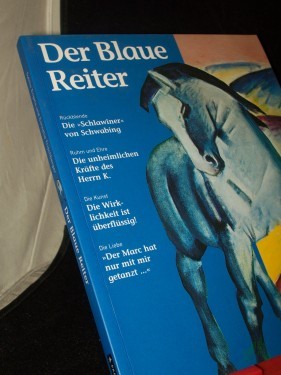 Der Blaue
Reiter
Rückblende
Die »Schlawiner«
von Schwabing
Ruhm und Ehre
Die unheimlichen
Kräfte des
Herrn K.
Die Kunst
Die Wirk-
lichkeit ist
überflüssig!
Die Liebe
»Der Marc hat
nur mit mir
getanzt ...«
Der Blaue Reiter